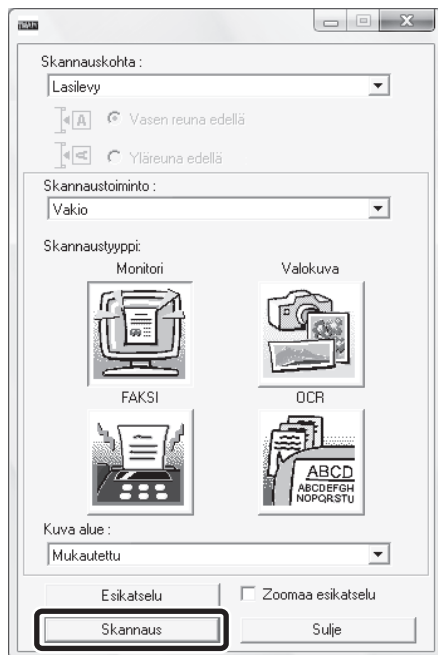 TWAIN
Skannauskohta :
Lasilevy
A Vasen reuna edellä
A Yläreuna edellä
Skannaustoiminto :
Vakio
Skannaustyyppi:
Monitori Valokuva
FAKSI OCR
ABCD
ABCDEFGH
NOPQRSTU
Kuva alue :
Mukautettu
Esikatselu Zoomaa esikatselu
Skannaus Sulje